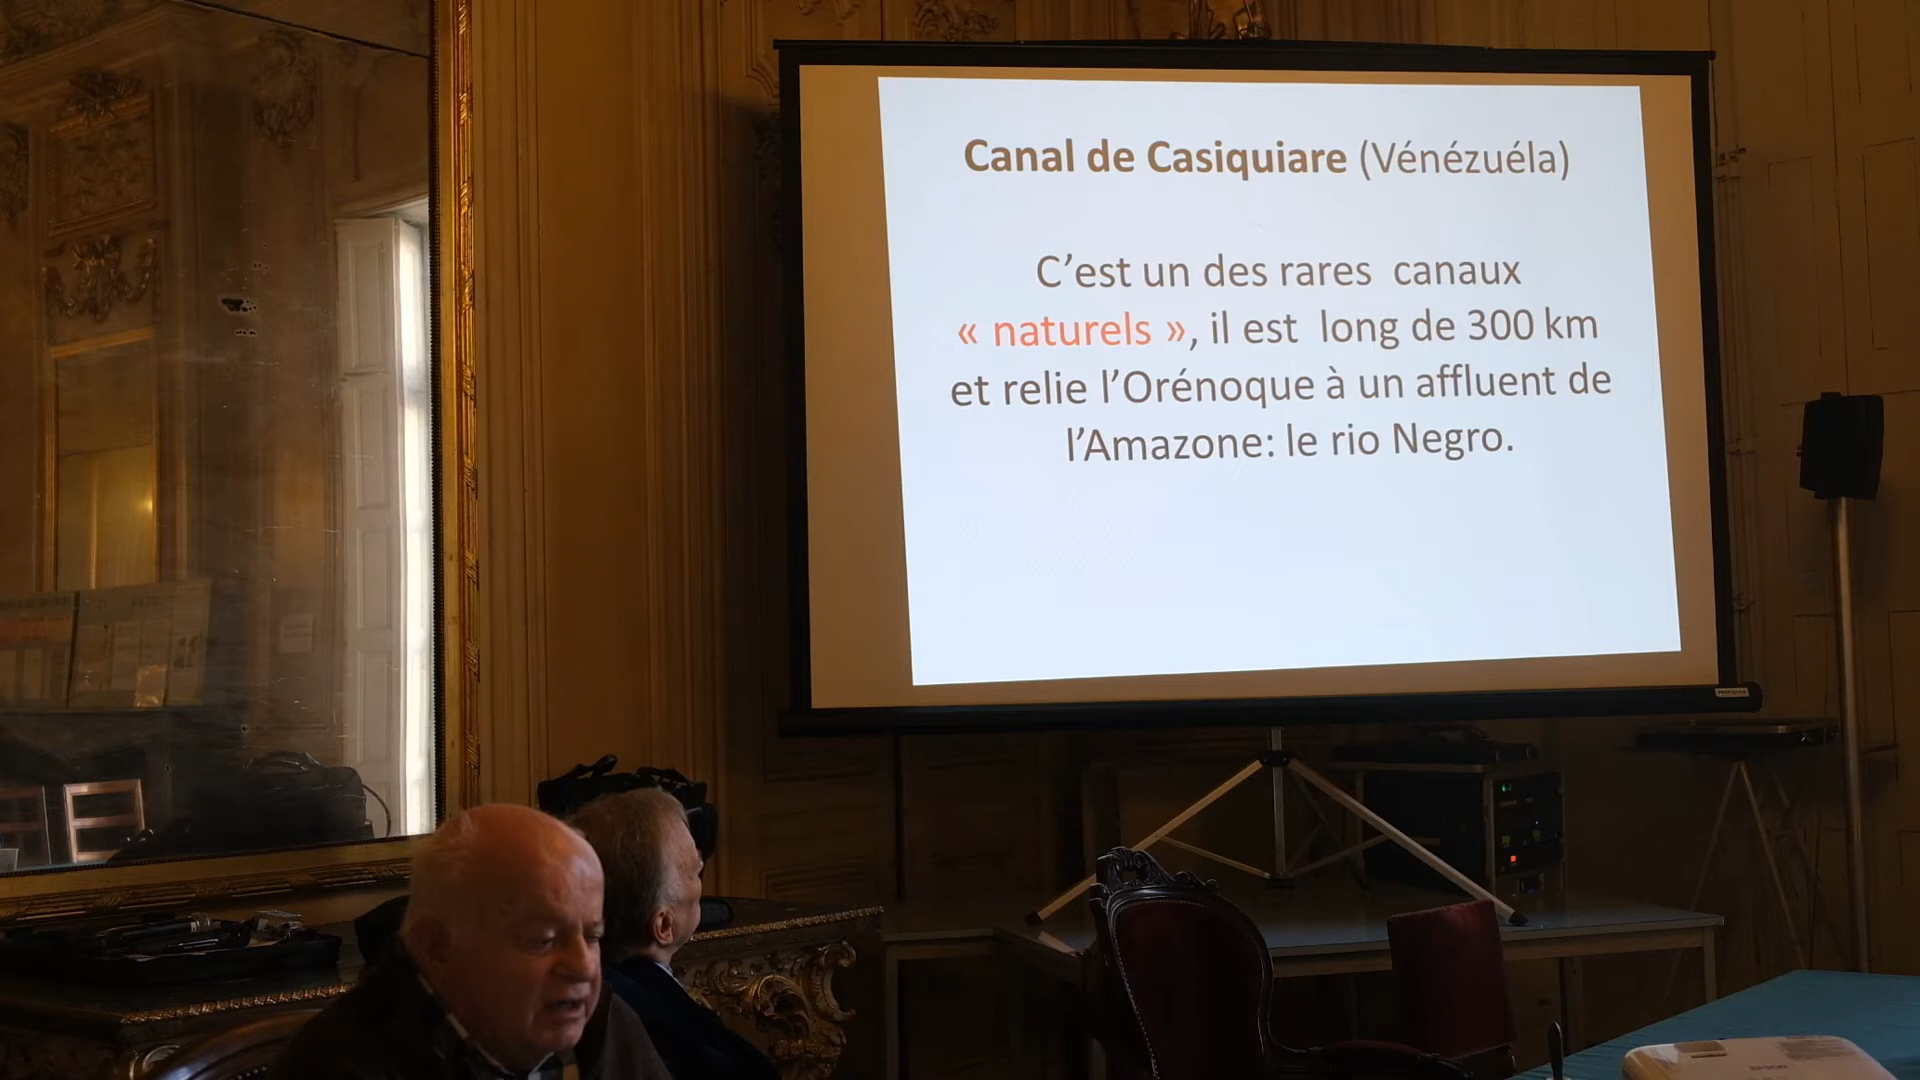 Canal de Casiquiare (Vénézuéla)
C’est un des rares canaux
« naturels », il est long de 300 km
et relie l’Orénoque à un affluent de
l’Amazone: le rio Negro.
EPSON